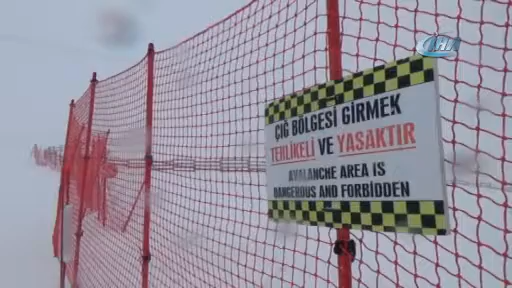 ÇIĞ BÖLGESİ GİRMEK
TEHLİKELİ VE YASAKTIR
AVALANCHE AREA IS
DANGEROUS AND FORBIDDEN
İHA